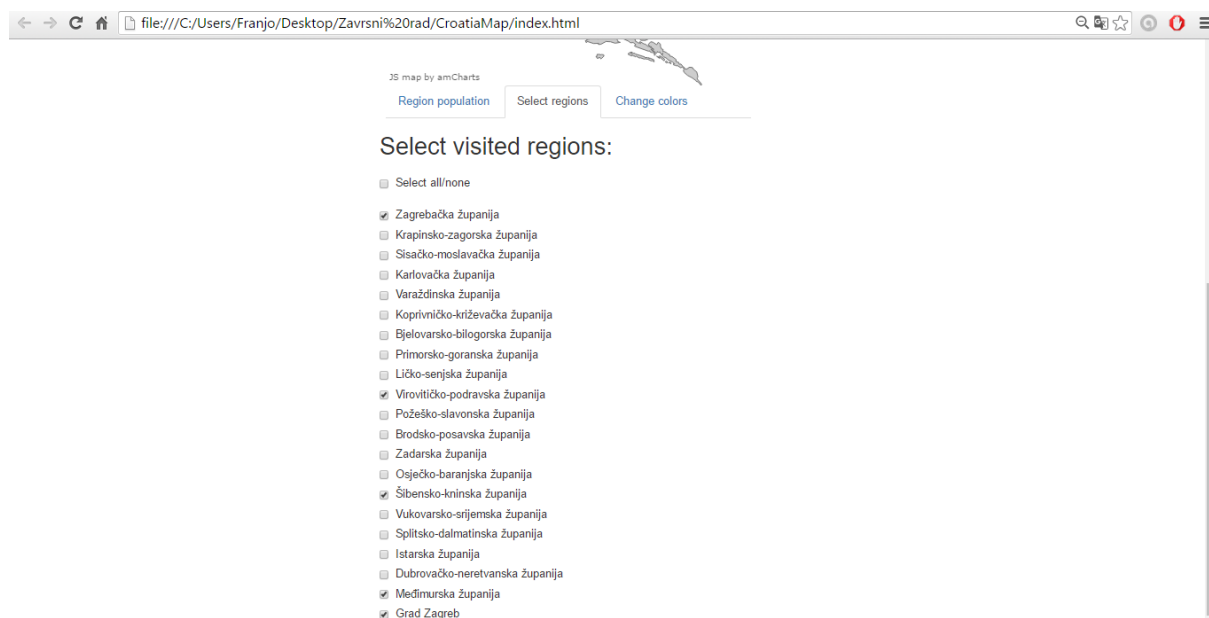 file:///C:/Users/Franjo/Desktop/Zavrsni%20rad/CroatiaMap/index.html
JS map by amCharts
Region population Select regions Change colors
Select visited regions:
Select all/none
Zagrebačka županija
Krapinsko-zagorska županija
Sisačko-moslavačka županija
Karlovačka županija
Varaždinska županija
Koprivničko-križevačka županija
Bjelovarsko-bilogorska županija
Primorsko-goranska županija
Ličko-senjska županija
Virovitičko-podravska županija
Požeško-slavonska županija
Brodsko-posavska županija
Zadarska županija
Osječko-baranjska županija
Šibensko-kninska županija
Vukovarsko-srijemska županija
Splitsko-dalmatinska županija
Istarska županija
Dubrovačko-neretvanska županija
Međimurska županija
Grad Zagreb